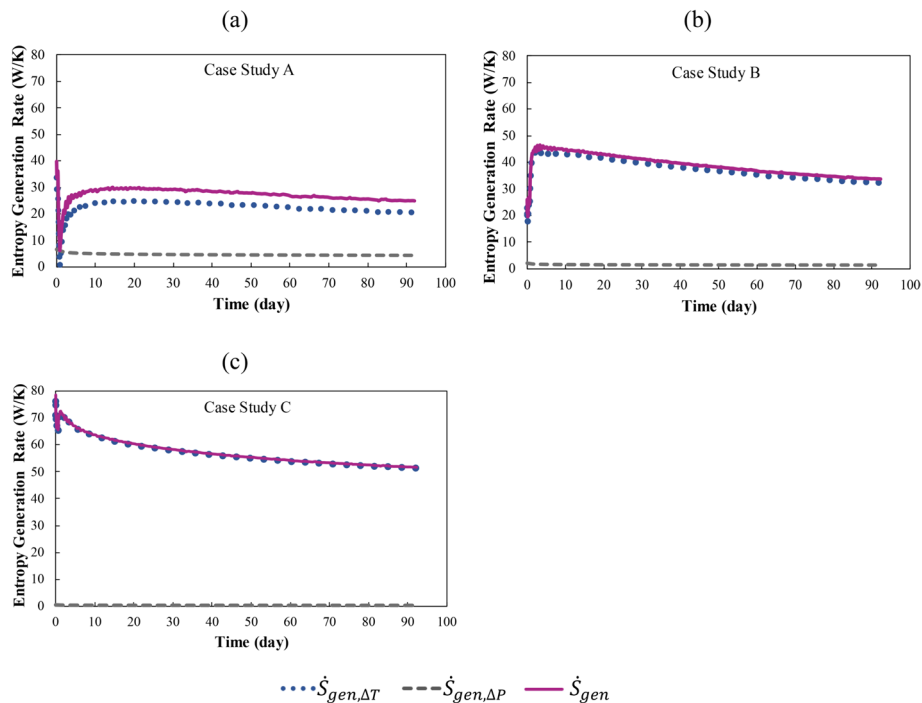 (a)
Case Study A
Entropy Generation Rate (W/K)
80
70
60
50
40
30
20
10
0
0 10 20 30 40 50 60 70 80 90 100
Time (day)
(b)
Case Study B
Entropy Generation Rate (W/K)
80
70
60
50
40
30
20
10
0
0 10 20 30 40 50 60 70 80 90 100
Time (day)
(c)
Case Study C
Entropy Generation Rate (W/K)
80
70
60
50
40
30
20
10
0
0 10 20 30 40 50 60 70 80 90 100
Time (day)
Ṡgen,ΔT Ṡgen,ΔP Ṡgen